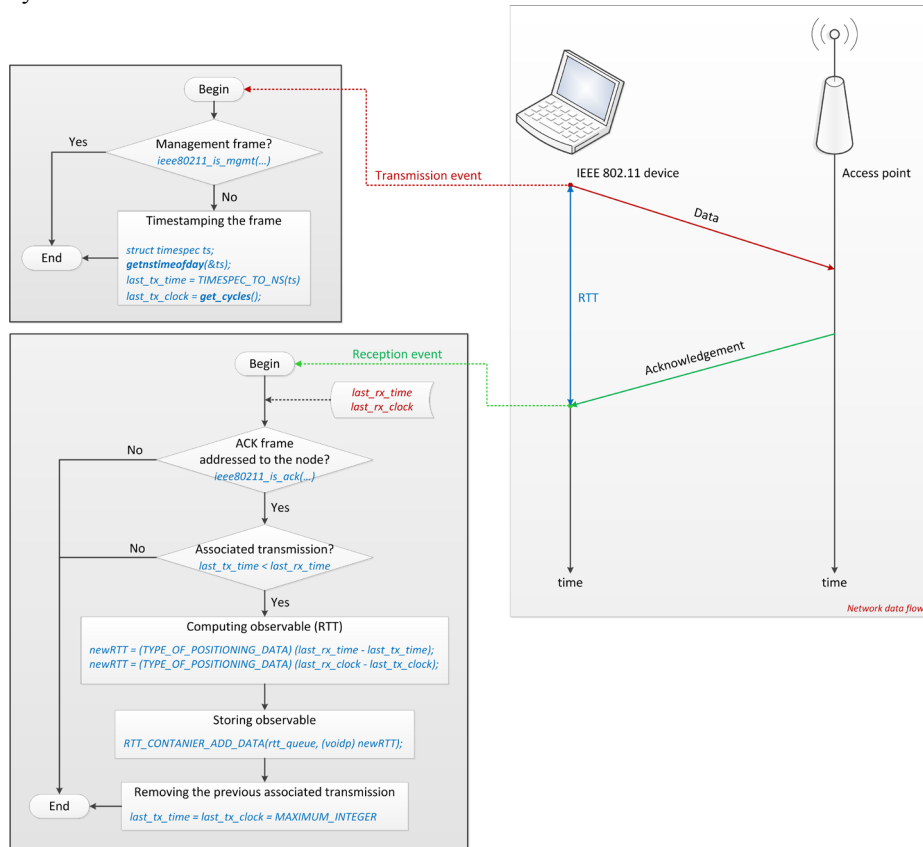 Begin
Management frame?
ieee80211_is_mgmt(...)
Yes
No
Timestamping the frame
struct timespec ts;
getnstimeofday(&ts);
last_tx_time = TIMESPEC_TO_NS(ts)
last_tx_clock = get_cycles();
End
Transmission event
IEEE 802.11 device
Access point
Data
RTT
Acknowledgement
time
time
Network data flow
Reception event
Begin
last_rx_time
last_rx_clock
ACK frame
addressed to the node?
ieee80211_is_ack(...)
No
Yes
Associated transmission?
last_tx_time < last_rx_time
No
Yes
Computing observable (RTT)
newRTT = (TYPE_OF_POSITIONING_DATA) (last_rx_time - last_tx_time);
newRTT = (TYPE_OF_POSITIONING_DATA) (last_rx_clock - last_tx_clock);
Storing observable
RTT_CONTANIER_ADD_DATA(rtt_queue, (voidp) newRTT);
Removing the previous associated transmission
last_tx_time = last_tx_clock = MAXIMUM_INTEGER
End